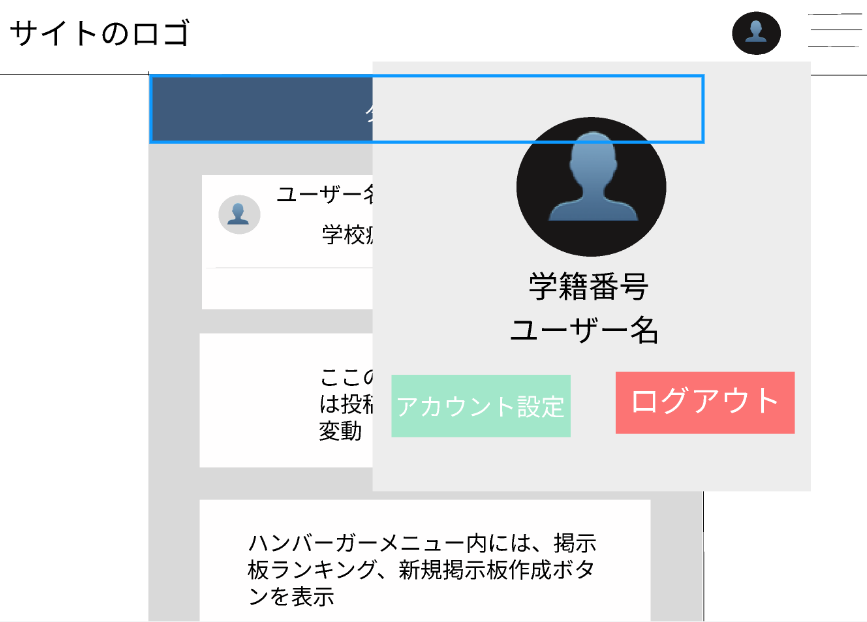 サイトのロゴ
ユーザー名
学校
学籍番号
ユーザー名
アカウント設定
ログアウト
ここの
は投稿
変動
ハンバーガーメニュー内には、掲示
板ランキング、新規掲示板作成ボタ
ンを表示